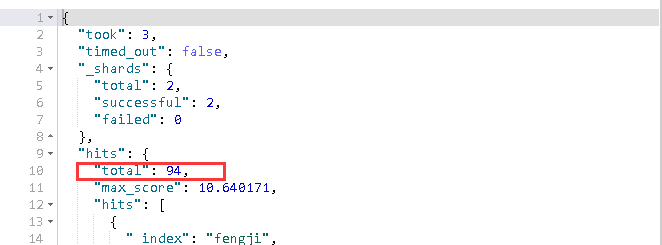 1 {
2 "took": 3,
3 "timed_out": false,
4 "_shards": {
5 "total": 2,
6 "successful": 2,
7 "failed": 0
8 },
9 "hits": {
10 "total": 94,
11 "max_score": 10.640171,
12 "hits": [
13 {
14 "_index": "fengji",